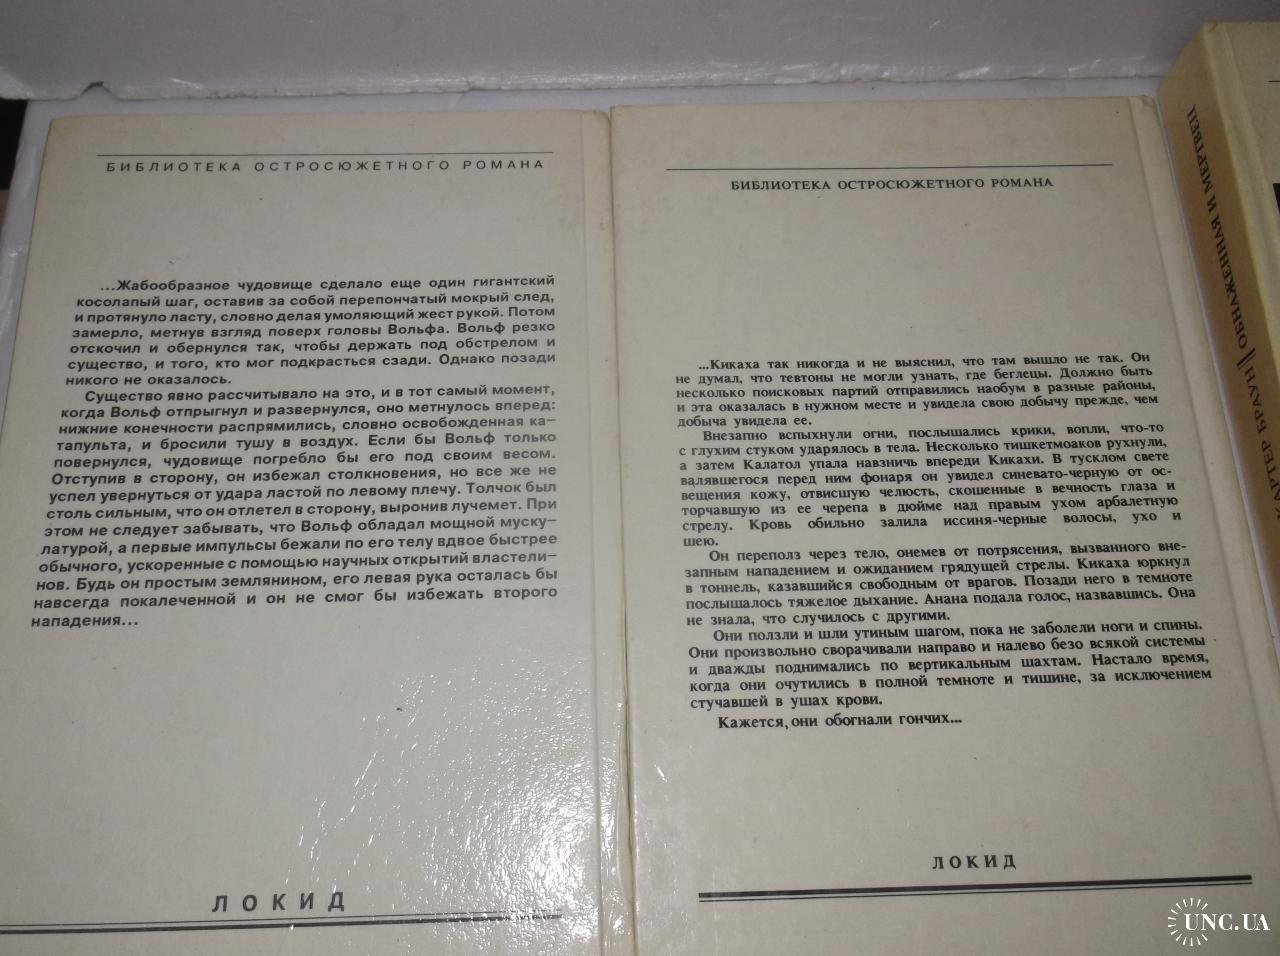 БИБЛИОТЕКА ОСТРОСЮЖЕТНОГО РОМАНА
...Жабообразное чудовище сделало еще один гигантский
косолапый шаг, оставив за собой перепончатый мокрый след,
и протянуло ласту, словно делая умоляющий жест рукой. Потом
замерло, метнув взгляд поверх головы Вольфа. Вольф резко
отскочил и обернулся так, чтобы держать под обстрелом и
существо, и того, кто мог подкрасться сзади. Однако позади
никого не оказалось.
Существо явно рассчитывало на это, и в тот самый момент,
когда Вольф отпрыгнул и развернулся, оно метнулось вперед:
нижние конечности распрямились, словно освобожденная ка-
тапульта, и бросили тушу в воздух. Если бы Вольф только
повернулся, чудовище погребло бы его под своим весом.
Отступив в сторону, он избежал столкновения, но все же не
успел увернуться от удара ластой по левому плечу. Толчок был
столь сильным, что он отлетел в сторону, выронив лучемет. При
этом не следует забывать, что Вольф обладал мощной муску-
латурой, а первые импульсы бежали по его телу вдвое быстрее
обычного, ускоренные с помощью научных открытий властели-
нов. Будь он простым землянином, его левая рука осталась бы
навсегда покалеченной и он не смог бы избежать второго
нападения...
ЛОКИД
БИБЛИОТЕКА ОСТРОСЮЖЕТНОГО РОМАНА
...Кикаха так никогда и не выяснил, что там вышло не так. Он
не думал, что тевтоны не могли узнать, где беглецы. Должно быть
несколько поисковых партий отправились наобум в разные районы,
и эта оказалась в нужном месте и увидела свою добычу прежде, чем
добыча увидела ее.
Внезапно вспыхнули огни, послышались крики, вопли, что-то
с глухим стуком ударялось в тела. Несколько тишкетмоаков рухнули,
а затем Калатол упала навзничь впереди Кикахи. В тусклом свете
валявшегося перед ним фонаря он увидел синевато-черную от ос-
вещения кожу, отвисшую челюсть, скошенные в вечность глаза и
торчавшую из ее черепа в дюйме над правым ухом арбалетную
стрелу. Кровь обильно залила иссиня-черные волосы, ухо и
шею.
Он переполз через тело, онемев от потрясения, вызванного вне-
запным нападением и ожиданием грядущей стрелы. Кикаха юркнул
в тоннель, казавшийся свободным от врагов. Позади него в темноте
послышалось тяжелое дыхание. Анана подала голос, назвавшись. Она
не знала, что случилось с другими.
Они ползли и шли утиным шагом, пока не заболели ноги и спины.
Они произвольно сворачивали направо и налево безо всякой системы
и дважды поднимались по вертикальным шахтам. Настало время,
когда они очутились в полной темноте и тишине, за исключением
стучавшей в ушах крови.
Кажется, они обогнали гончих...
ЛОКИД
КАРТЕР БРАУН || ОБНАЖЕННАЯ И МЕРТВЕЦ
UNC.UA